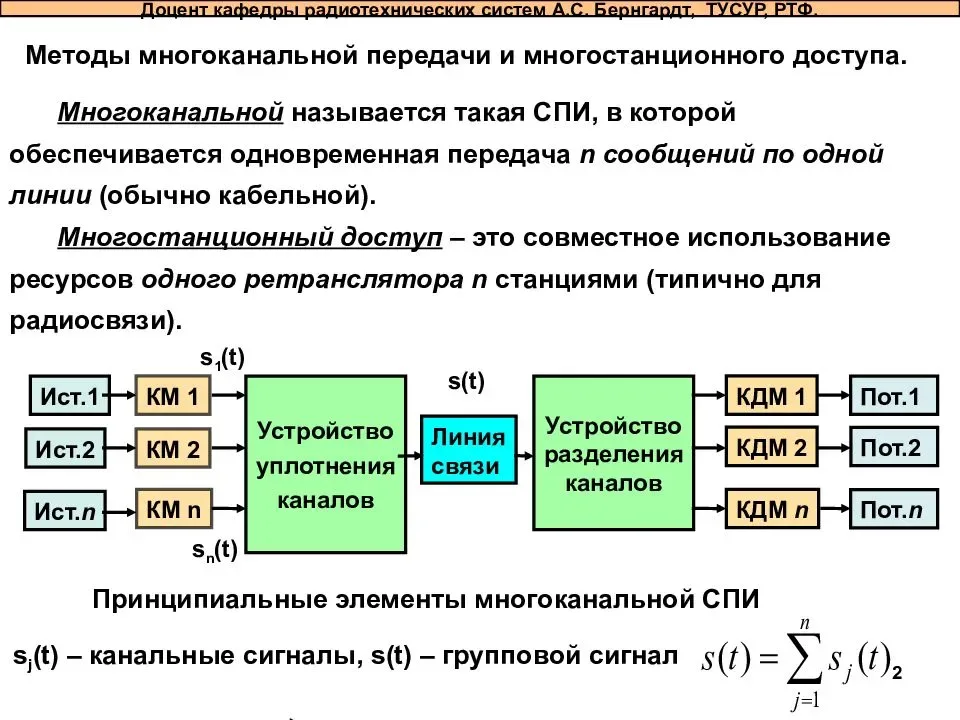 Доцент кафедры радиотехнических систем А.С. Бернгардт, ТУСУР, РТФ.
Методы многоканальной передачи и многостанционного доступа.
Многоканальной называется такая СПИ, в которой
обеспечивается одновременная передача n сообщений по одной
линии (обычно кабельной).
Многостанционный доступ – это совместное использование
ресурсов одного ретранслятора n станциями (типично для
радиосвязи).
s1(t)
s(t)
Ист.1
КМ 1
КДМ 1
Пот.1
Ист.2
КМ 2
Устройство
уплотнения
каналов
Линия
связи
Устройство
разделения
каналов
КДМ 2
Пот.2
Ист.n
КМ n
КДМ n
Пот.n
sn(t)
Принципиальные элементы многоканальной СПИ
sj(t) – канальные сигналы, s(t) – групповой сигнал s(t) = ∑ⁿⱼ₌₁ sj(t)
2